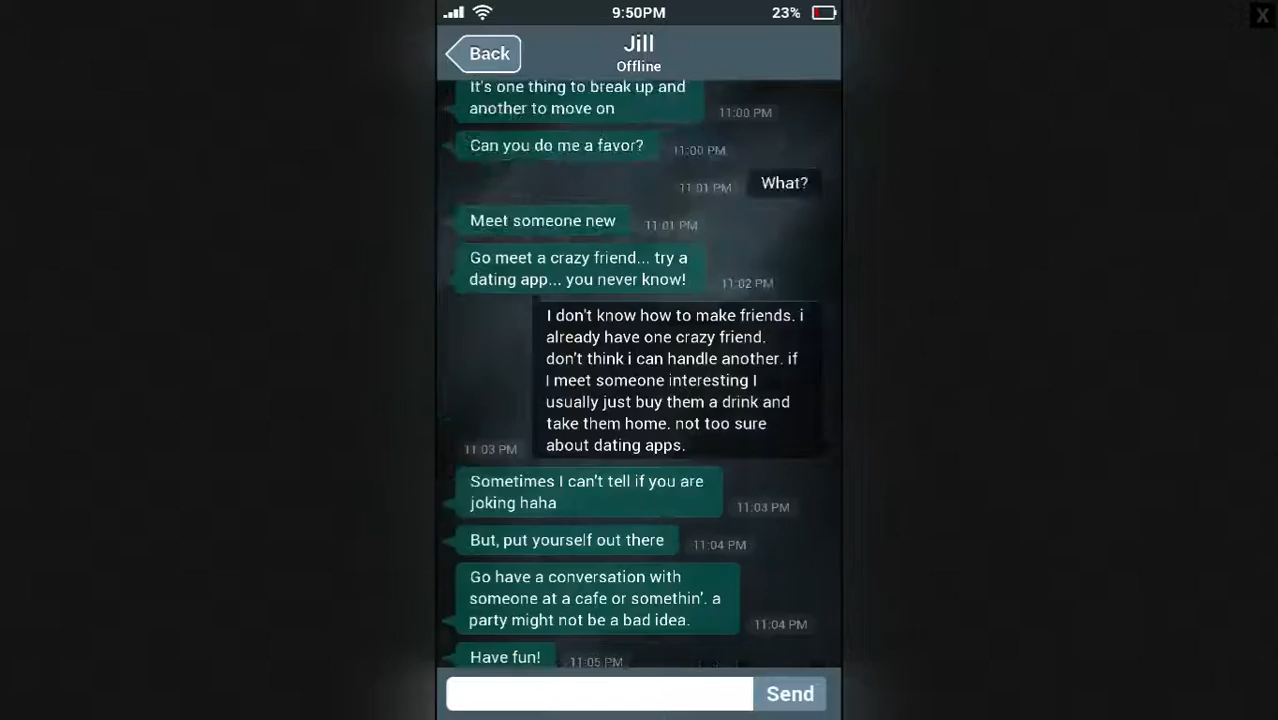 9:50PM
23%
X
Back
Jill
Offline
It's one thing to break up and
another to move on
11:00 PM
Can you do me a favor?
11:00 PM
11:01 PM
What?
Meet someone new
11:01 PM
Go meet a crazy friend... try a
dating app... you never know!
11:02 PM
I don't know how to make friends. i
already have one crazy friend.
don't think i can handle another. if
I meet someone interesting I
usually just buy them a drink and
take them home. not too sure
about dating apps.
11:03 PM
Sometimes I can't tell if you are
joking haha
11:03 PM
But, put yourself out there
11:04 PM
Go have a conversation with
someone at a cafe or somethin'. a
party might not be a bad idea.
11:04 PM
Have fun!
11:05 PM
Send